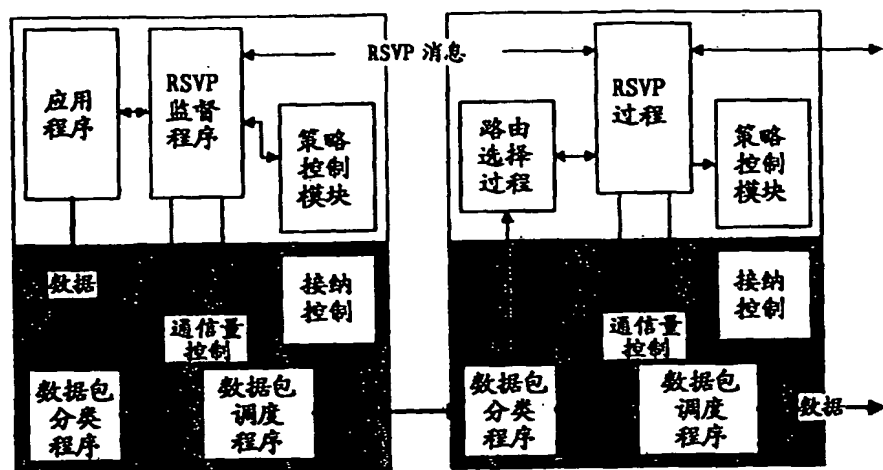 RSVP 消息
应用
程序
RSVP
监督
程序
策略
控制
模块
数据
接纳
控制
通信量
控制
数据包
分类
程序
数据包
调度
程序
路由
选择
过程
RSVP
过程
策略
控制
模块
接纳
控制
通信量
控制
数据包
分类
程序
数据包
调度
程序
数据